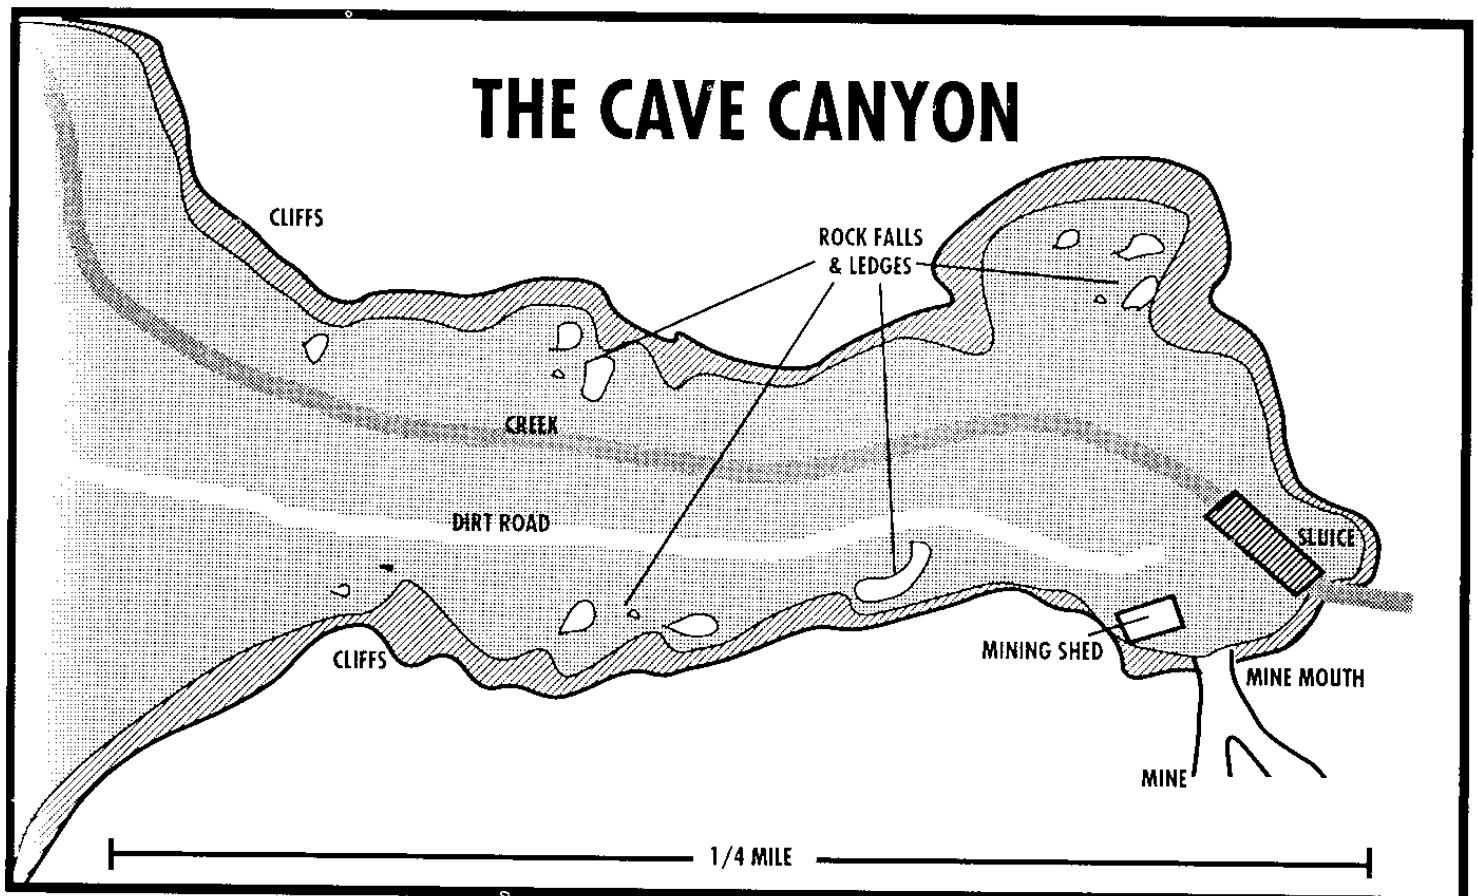 THE CAVE CANYON
CLIFFS
ROCK FALLS
& LEDGES
CREEK
DIRT ROAD
SLUICE
CLIFFS
MINING SHED
MINE MOUTH
MINE
1/4 MILE